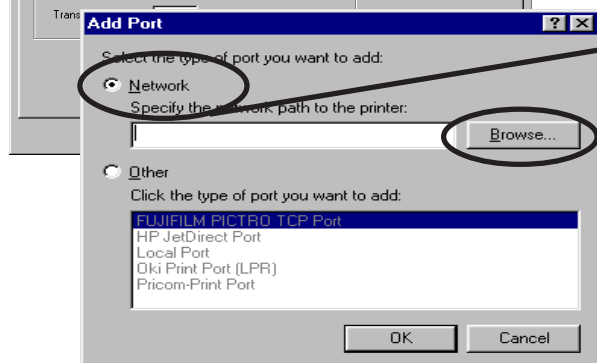 Trans
Add Port
Select the type of port you want to add:
Network
Specify the network path to the printer:
Browse...
Other
Click the type of port you want to add:
FUJIFILM PICTRO TCP Port
HP JetDirect Port
Local Port
Oki Print Port (LPR)
Pricom-Print Port
OK
Cancel